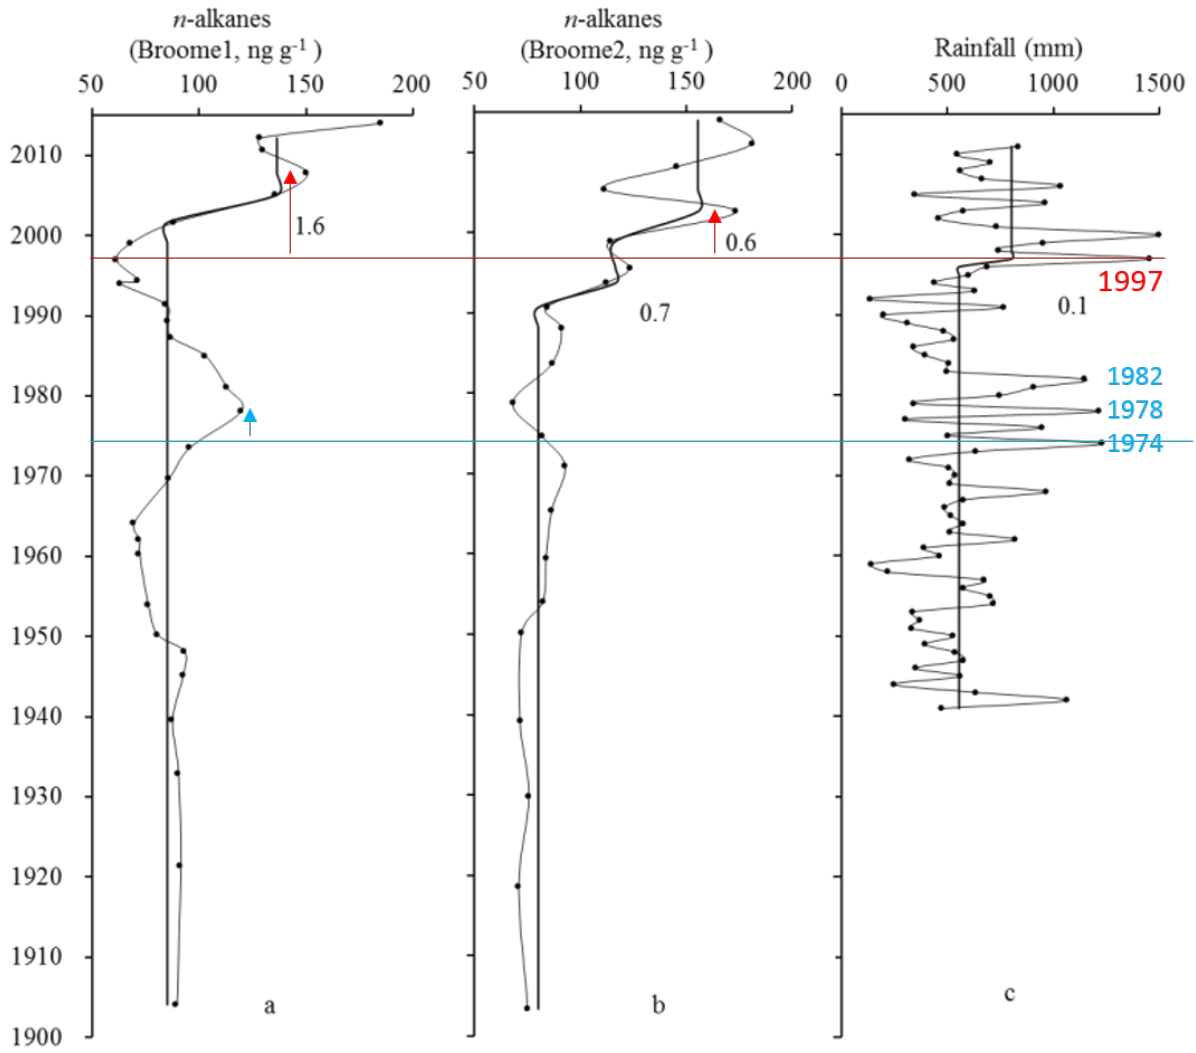 n-alkanes
(Broome1, ng g-1 )
50 100 150 200
n-alkanes
(Broome2, ng g-1)
50 100 150 200
Rainfall (mm)
0 500 1000 1500
2010
2000
1990
1980
1970
1960
1950
1940
1930
1920
1910
1900
1.6
0.6
0.7
1997
0.1
1982
1978
1974
a
b
c